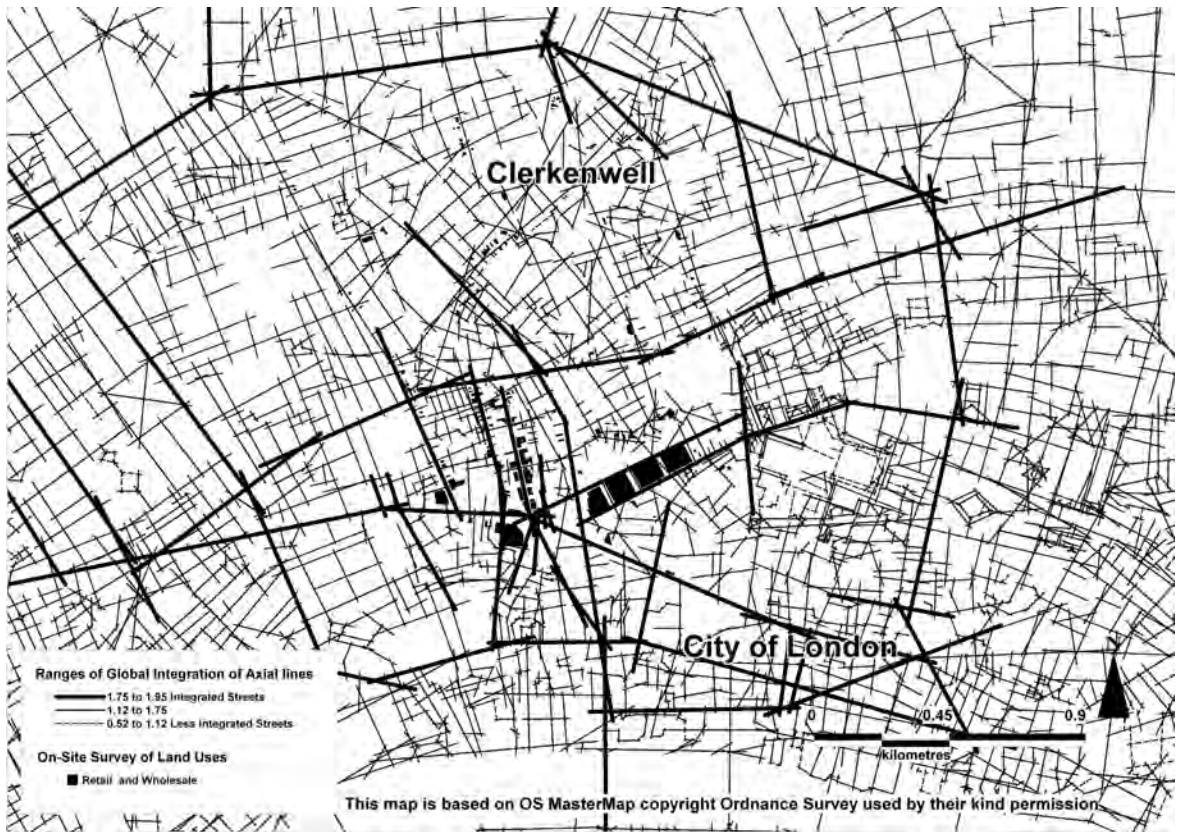 Clerkenwell
City of London
N
0
0.45
0.9
kilometres
Ranges of Global Integration of Axial lines
1.75 to 1.95 Integrated Streets
1.12 to 1.75
0.52 to 1.12 Less Integrated Streets
On-Site Survey of Land Uses
Retail and Wholesale
This map is based on OS MasterMap copyright Ordnance Survey used by their kind permission.